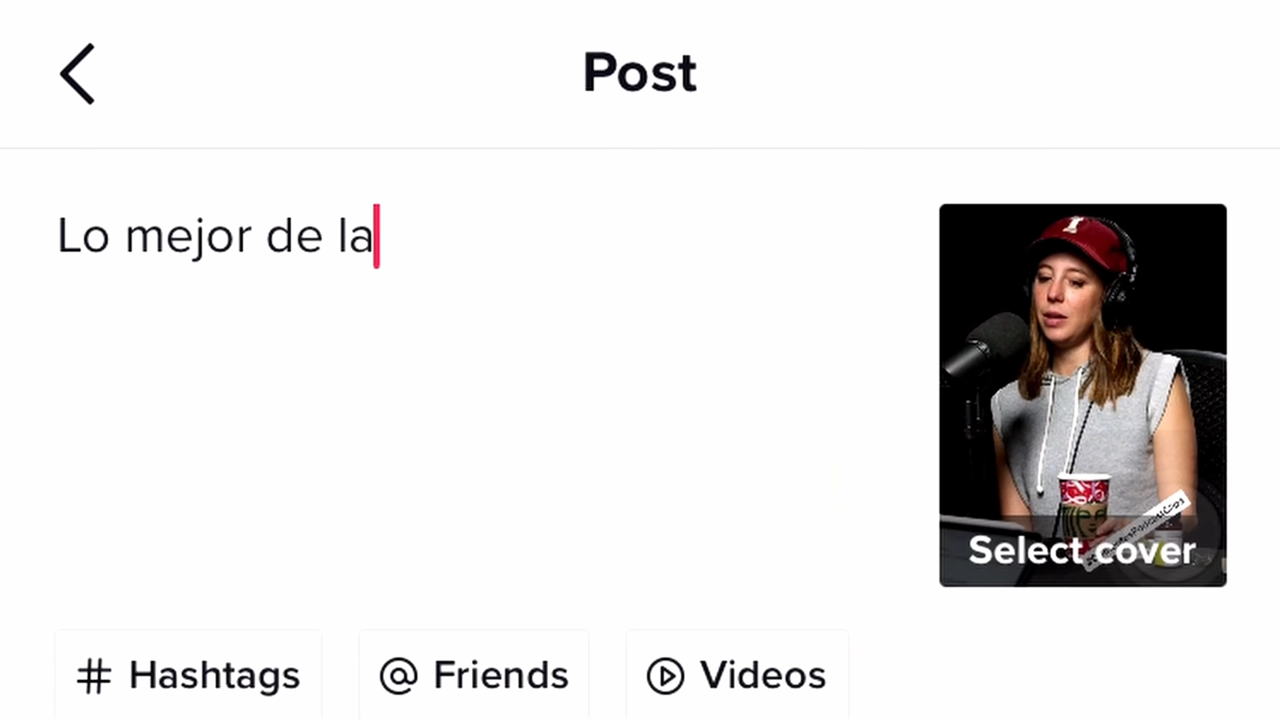 Post
Lo mejor de la
I
Select cover
Hashtags
Friends
Videos